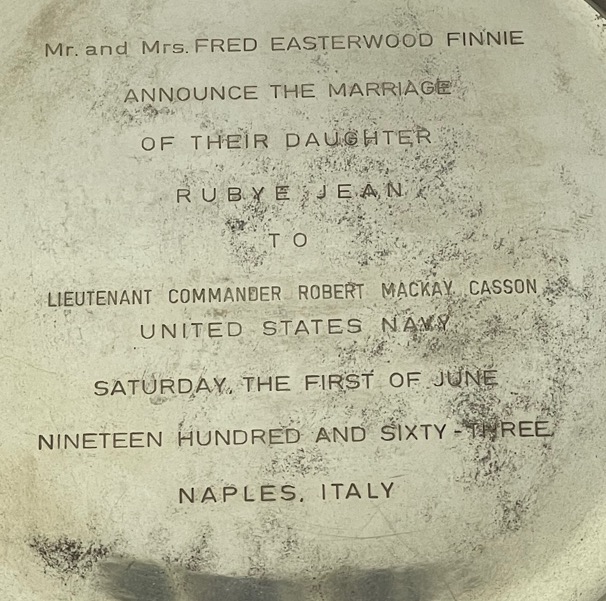 Mr. and Mrs. FRED EASTERWOOD FINNIE
ANNOUNCE THE MARRIAGE
OF THEIR DAUGHTER
RUBYE JEAN
TO
LIEUTENANT COMMANDER ROBERT MACKAY CASSON
UNITED STATES NAVY
SATURDAY, THE FIRST OF JUNE
NINETEEN HUNDRED AND SIXTY-THREE
NAPLES, ITALY